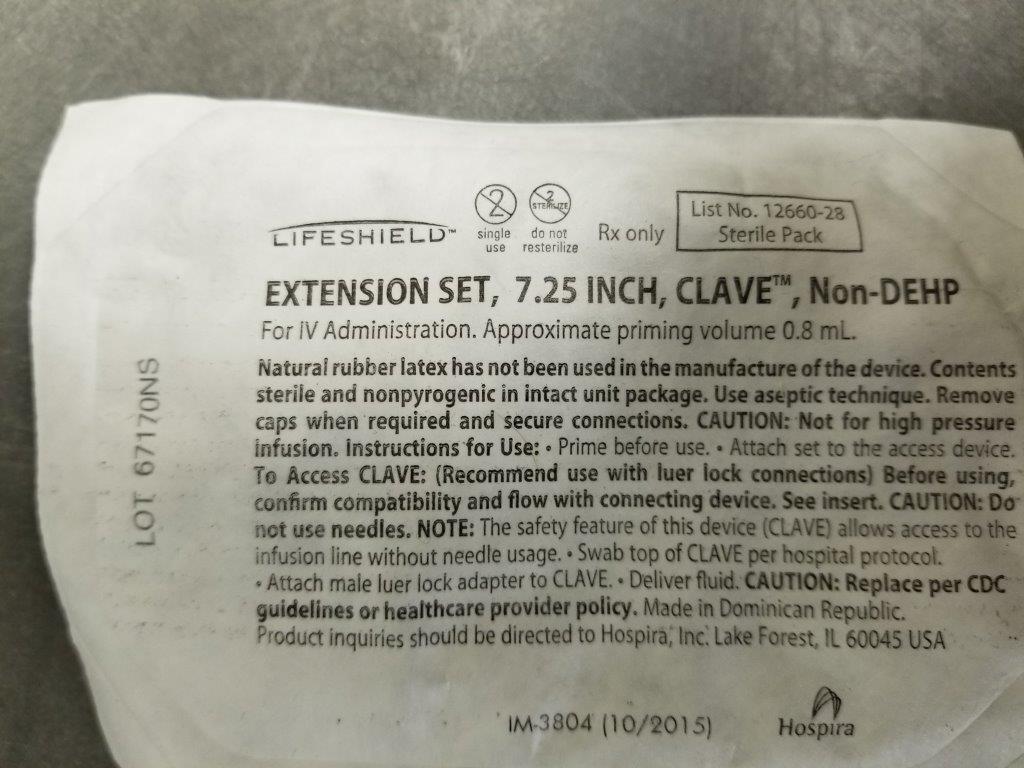 LIFESHIELD™
2
single
use
2
STERILIZE
do not
resterilize
Rx only
List No. 12660-28
Sterile Pack
EXTENSION SET, 7.25 INCH, CLAVE™, Non-DEHP
For IV Administration. Approximate priming volume 0.8 mL.
Natural rubber latex has not been used in the manufacture of the device. Contents
sterile and nonpyrogenic in intact unit package. Use aseptic technique. Remove
caps when required and secure connections. CAUTION: Not for high pressure
infusion. Instructions for Use: • Prime before use. • Attach set to the access device.
To Access CLAVE: (Recommend use with luer lock connections) Before using,
confirm compatibility and flow with connecting device. See insert. CAUTION: Do
not use needles. NOTE: The safety feature of this device (CLAVE) allows access to the
infusion line without needle usage. • Swab top of CLAVE per hospital protocol.
• Attach male luer lock adapter to CLAVE. • Deliver fluid. CAUTION: Replace per CDC
guidelines or healthcare provider policy. Made in Dominican Republic.
Product inquiries should be directed to Hospira, Inc. Lake Forest, IL 60045 USA
LOT 67170NS
IM-3804 (10/2015)
Hospira